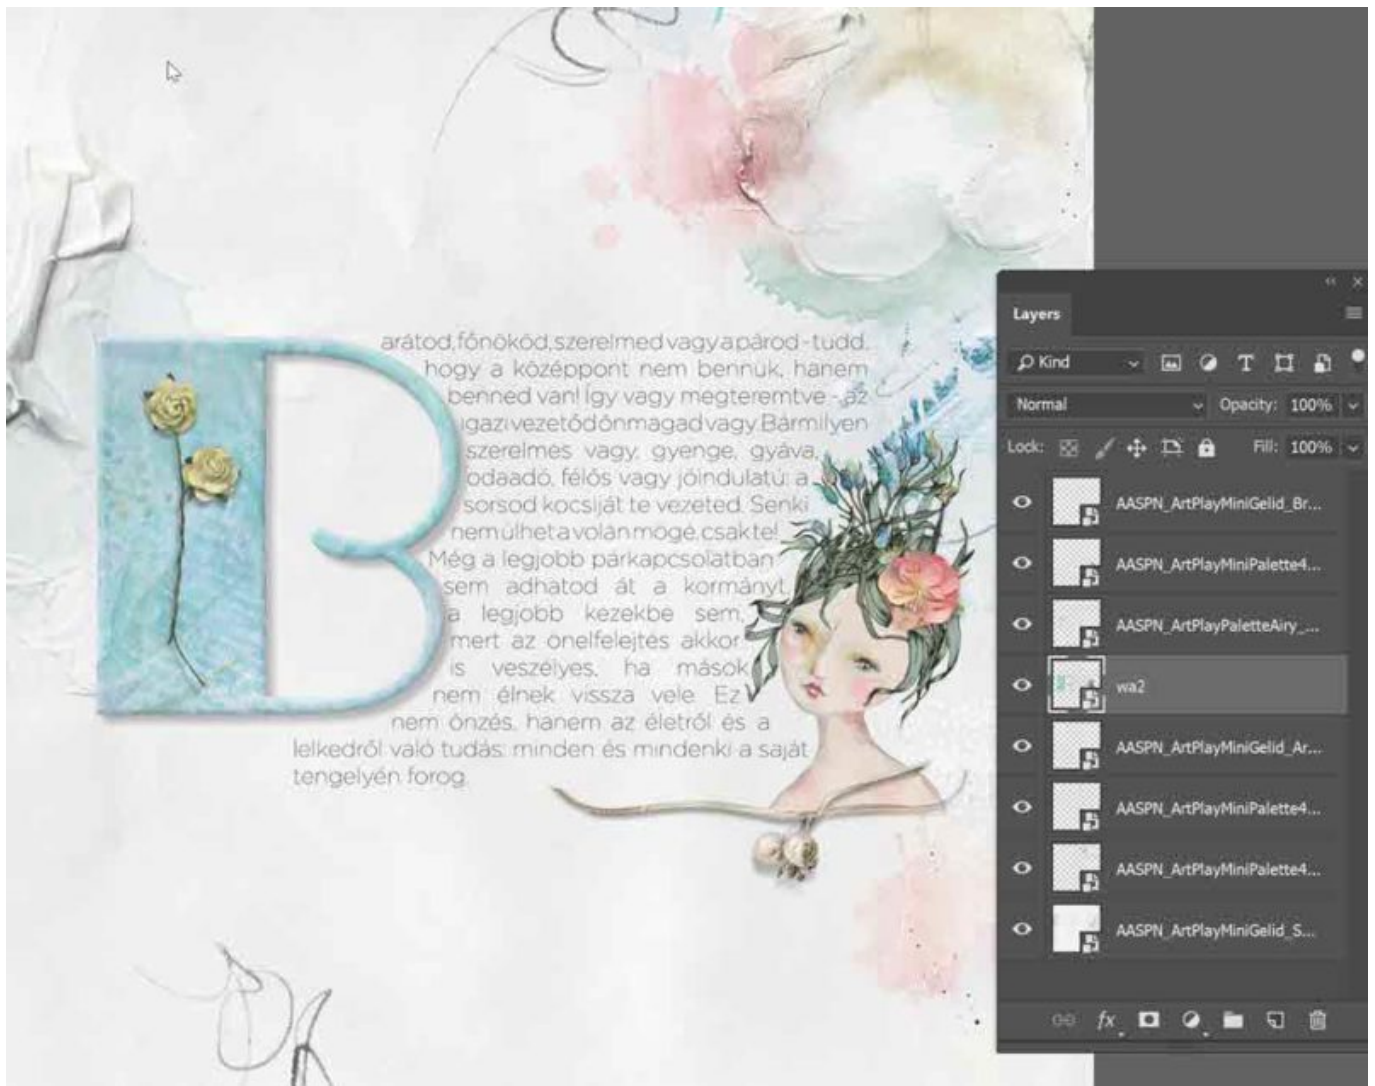 B
arátod, főnököd, szerelmed vagy a párod - tudd,
hogy a középpont nem bennük, hanem
benned van! Így vagy megteremtve - az
igazi vezetőd önmagad vagy. Bármilyen
szerelmes vagy, gyenge, gyáva,
odaadó, félős vagy jóindulatú: a
sorsod kocsiját te vezeted. Senki
nem ülhet a volán mögé, csak te!
Még a legjobb párkapcsolatban
sem adhatod át a kormányt,
a legjobb kezekbe sem,
mert az önelfelejtés akkor
is veszélyes, ha mások
nem élnek vissza vele. Ez
nem önzés, hanem az életről és a
lelkedről való tudás: minden és mindenki a saját
tengelyén forog.
Layers
Kind
Normal
Opacity: 100%
Lock:
Fill: 100%
AASPN_ArtPlayMiniGelid_Br...
AASPN_ArtPlayMiniPalette4...
AASPN_ArtPlayPaletteAiry_...
wa2
AASPN_ArtPlayMiniGelid_Ar...
AASPN_ArtPlayMiniPalette4...
AASPN_ArtPlayMiniPalette4...
AASPN_ArtPlayMiniGelid_S...
fx